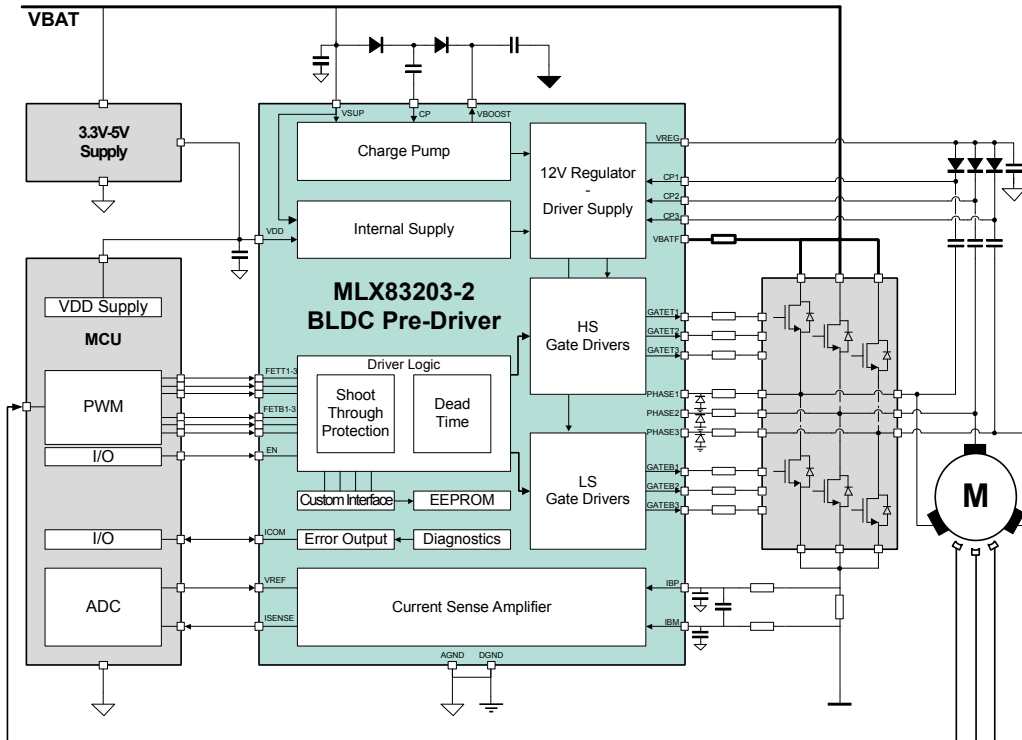 VBAT
3.3V-5V
Supply
VSUP
CP
VBOOST
Charge Pump
12V Regulator
-
Driver Supply
VREG
CP1
CP2
CP3
VBATF
Internal Supply
VDD
MLX83203-2
BLDC Pre-Driver
VDD Supply
MCU
HS
Gate Drivers
GATET1
GATET2
GATET3
Driver Logic
FETT1-3
PWM
FETB1-3
Shoot
Through
Protection
Dead
Time
PHASE1
PHASE2
PHASE3
I/O
EN
LS
Gate Drivers
GATEB1
GATEB2
GATEB3
Custom Interface
EEPROM
M
I/O
ICOM
Error Output
Diagnostics
ADC
VREF
ISENSE
Current Sense Amplifier
IBP
IBM
AGND
DGND